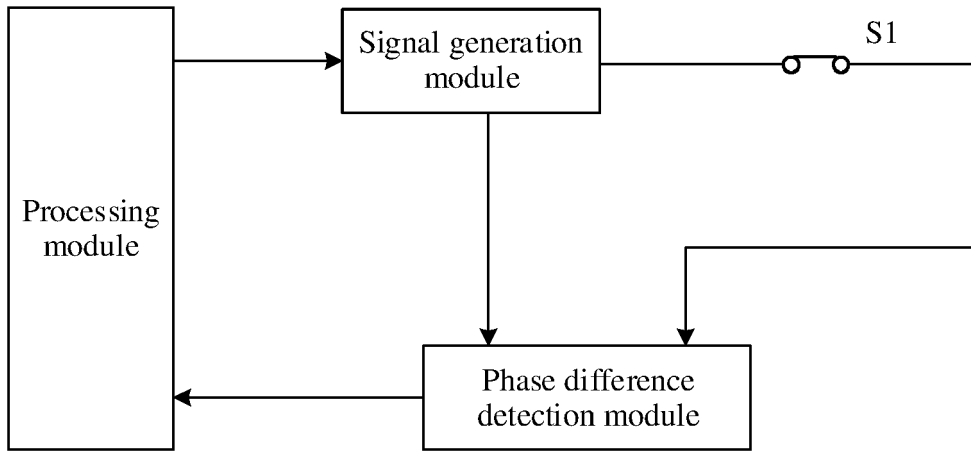 Signal generation
module
S1
Processing
module
Phase difference
detection module